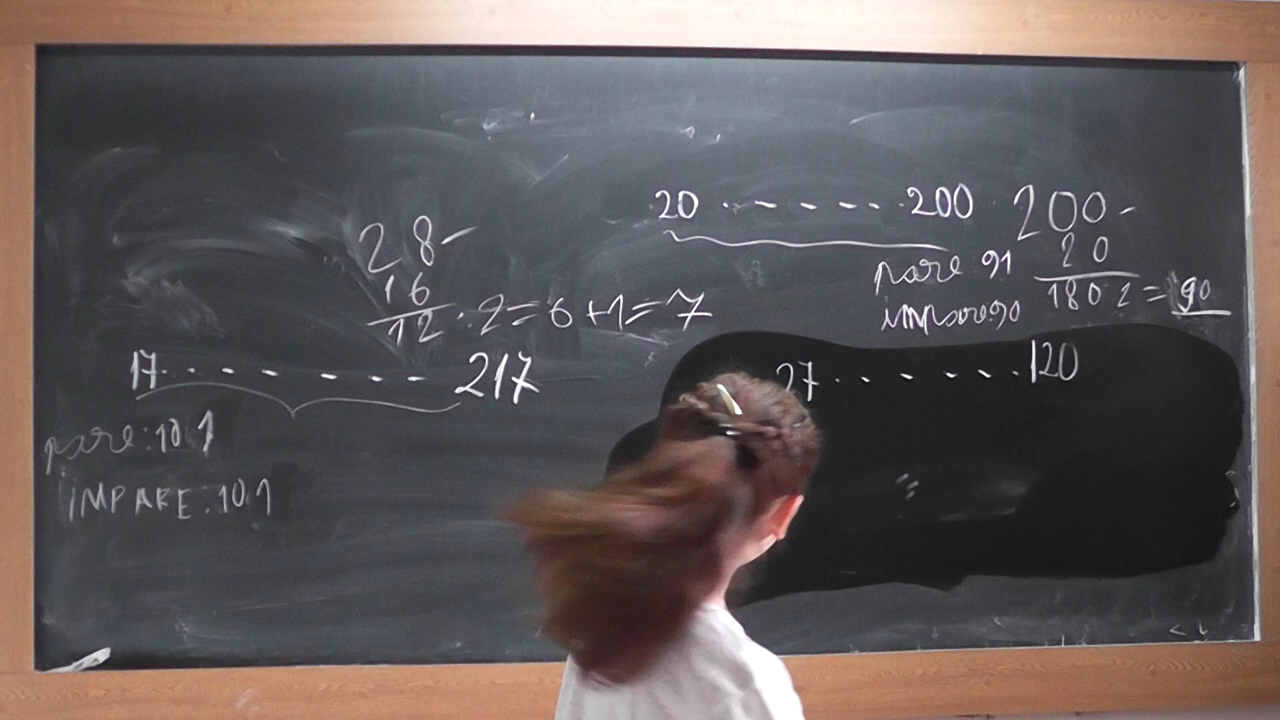 20 . - - - - . 200
200 -
20
180 : 2 = 90
pare 91
impare 90
28 -
16
12 : 2 = 6 + 1 = 7
17 . . - - - - - 217
pare: 101
IMPARE: 101
27 . . - - - . . 120